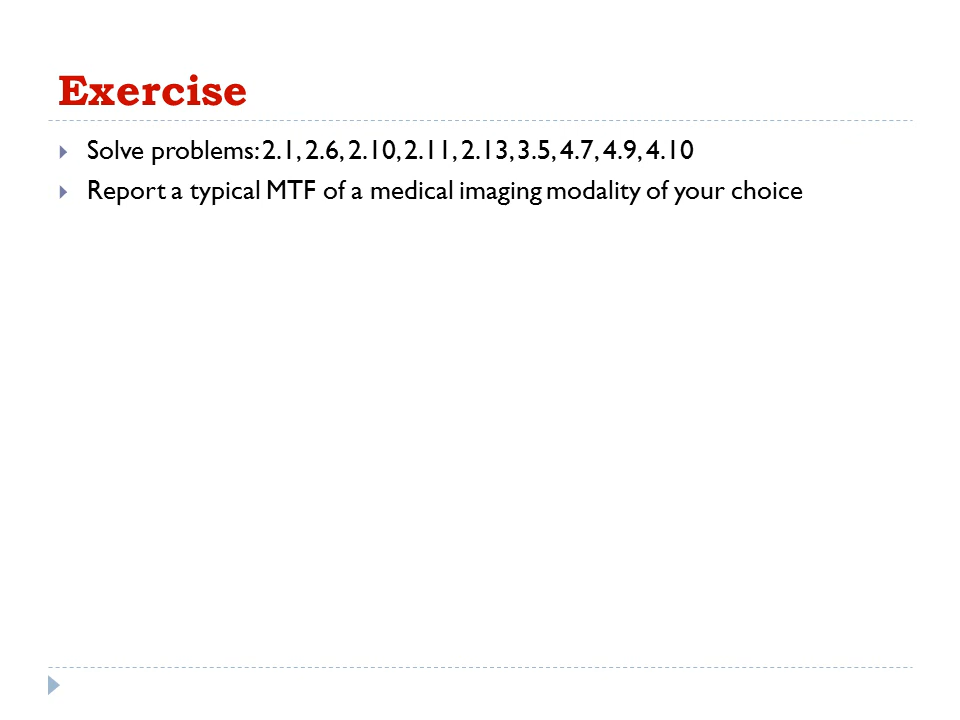 Exercise
Solve problems: 2.1, 2.6, 2.10, 2.11, 2.13, 3.5, 4.7, 4.9, 4.10
Report a typical MTF of a medical imaging modality of your choice